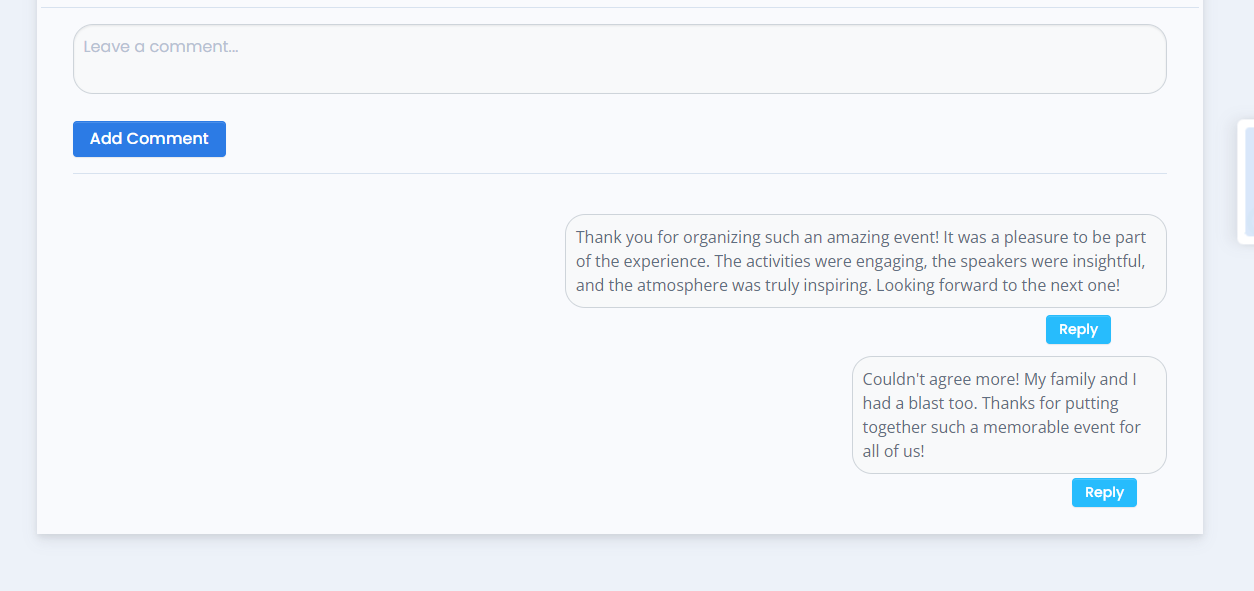 Leave a comment...
Add Comment
Thank you for organizing such an amazing event! It was a pleasure to be part
of the experience. The activities were engaging, the speakers were insightful,
and the atmosphere was truly inspiring. Looking forward to the next one!
Reply
Couldn't agree more! My family and I
had a blast too. Thanks for putting
together such a memorable event for
all of us!
Reply